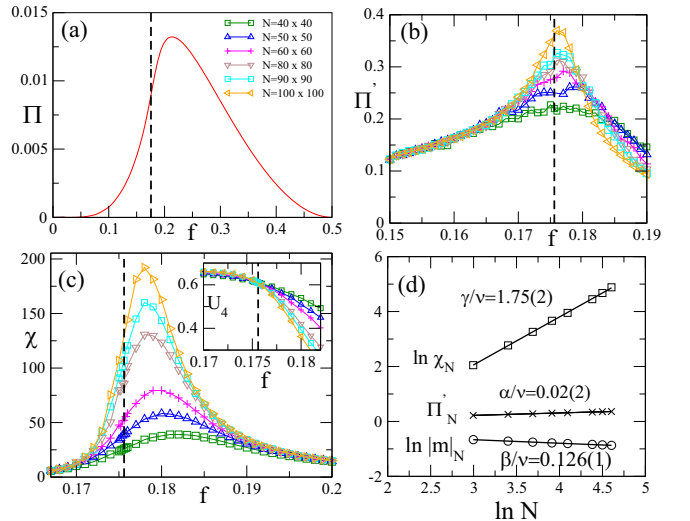 (a)
N=40 x 40
N=50 x 50
N=60 x 60
N=80 x 80
N=90 x 90
N=100 x 100
0.015
0.01
0.005
0
Π
0 0.1 0.2 0.3 0.4 0.5
f
(b)
0.4
0.3
0.2
0.1
0
Π'
0.15 0.16 0.17 0.18 0.19
f
(c)
200
150
100
50
0
χ
0.17 0.18 0.19 0.2
f
U4
0.6
0.4
0.17 0.175 0.18
f
(d)
6
4
2
0
-2
γ/ν=1.75(2)
ln χN
α/ν=0.02(2)
Π'N
ln |m|N
β/ν=0.126(1)
2 2.5 3 3.5 4 4.5 5
ln N